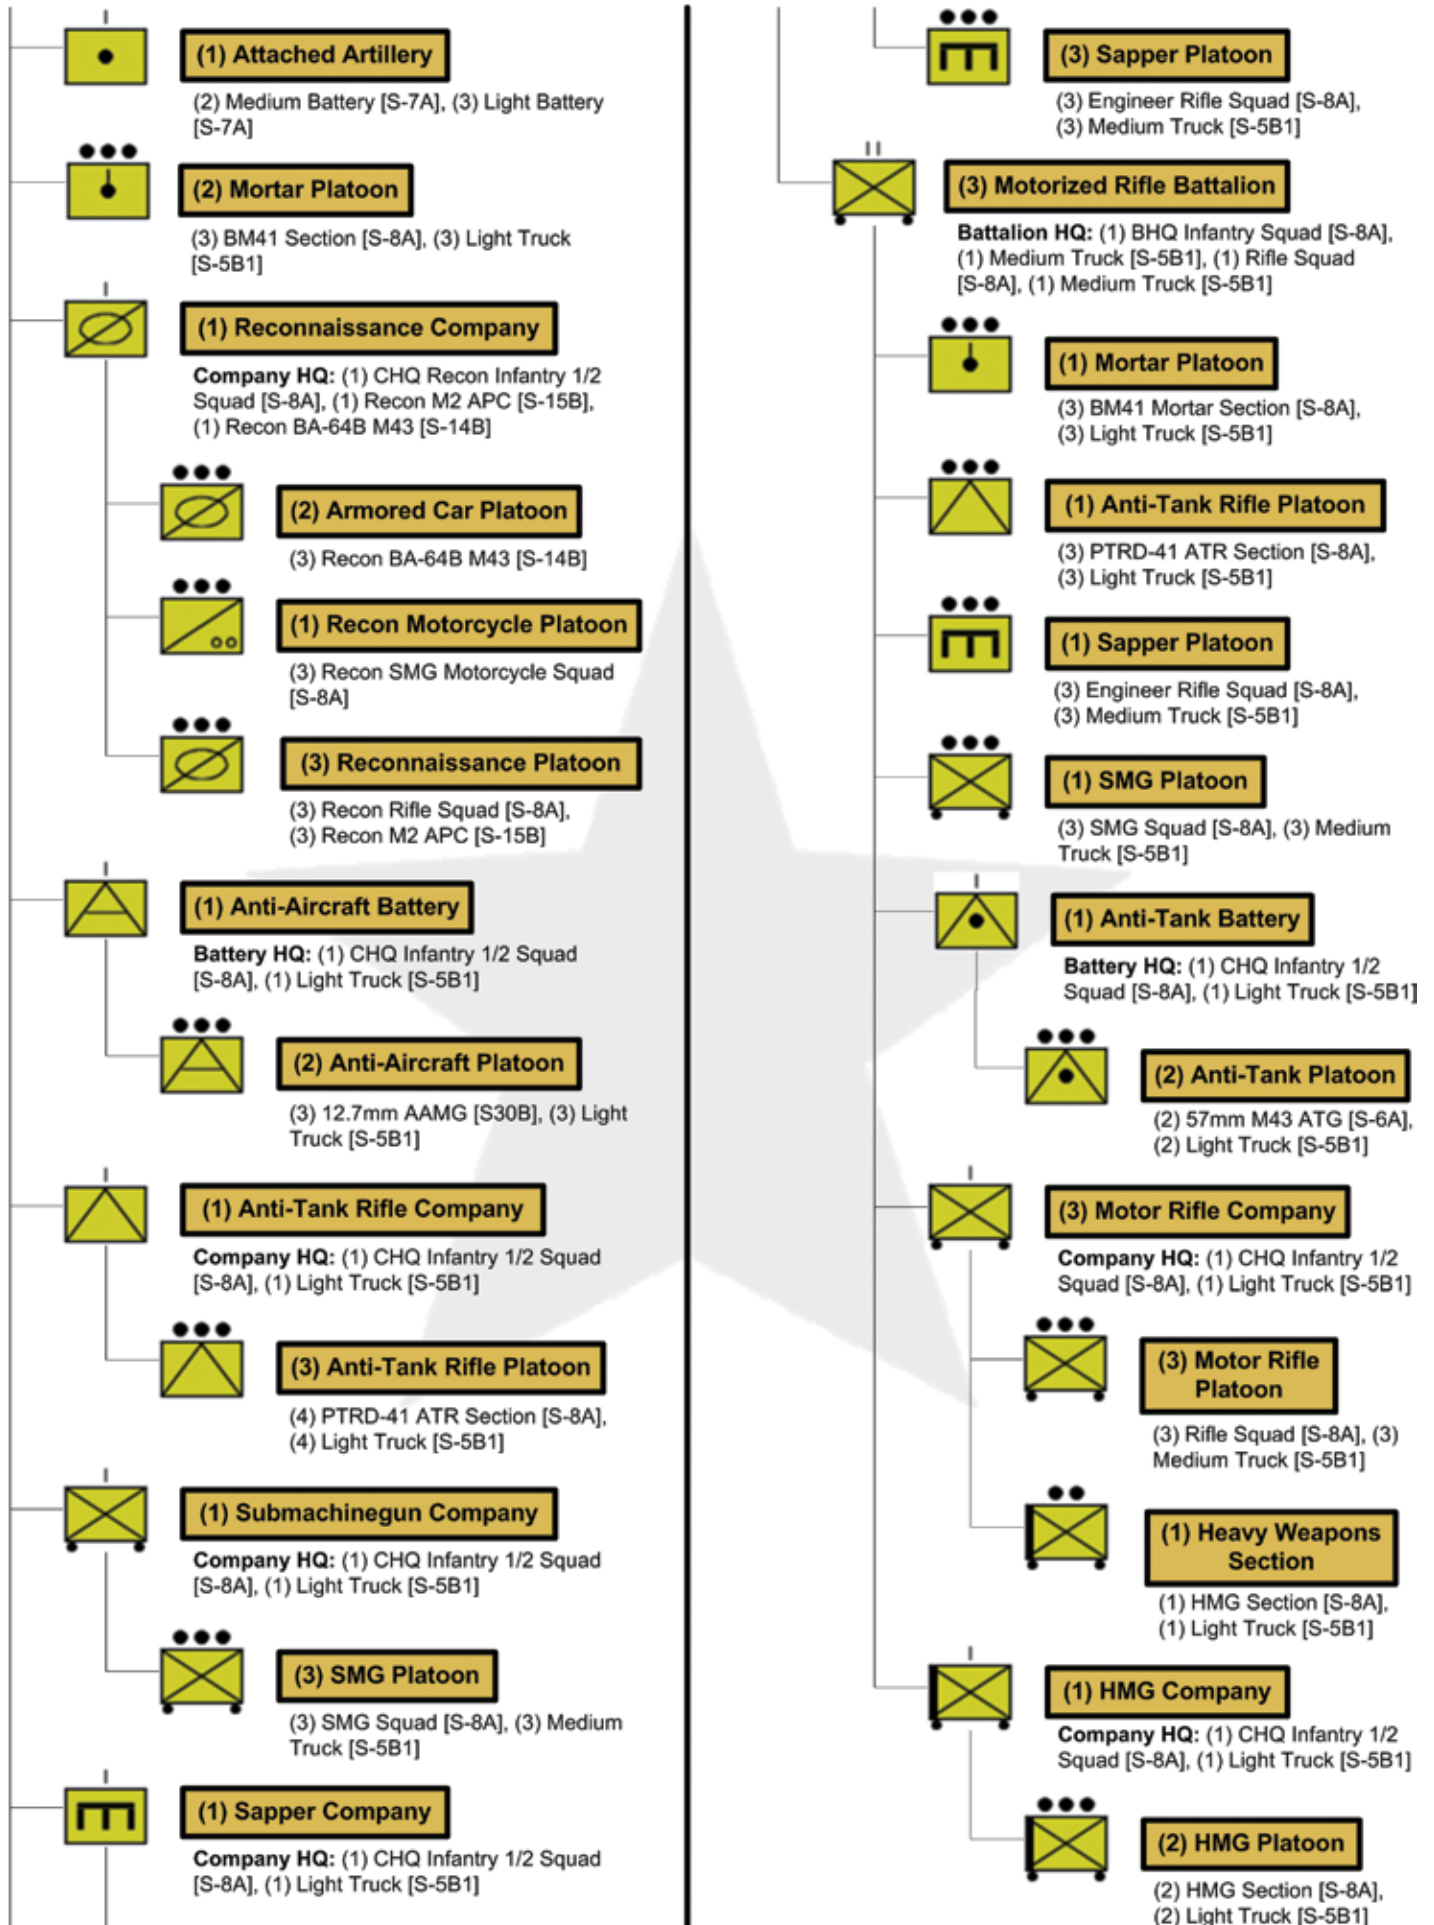 (1) Attached Artillery
(2) Medium Battery [S-7A], (3) Light Battery
[S-7A]
(2) Mortar Platoon
(3) BM41 Section [S-8A], (3) Light Truck
[S-5B1]
(1) Reconnaissance Company
Company HQ: (1) CHQ Recon Infantry 1/2
Squad [S-8A], (1) Recon M2 APC [S-15B],
(1) Recon BA-64B M43 [S-14B]
(2) Armored Car Platoon
(3) Recon BA-64B M43 [S-14B]
(1) Recon Motorcycle Platoon
(3) Recon SMG Motorcycle Squad
[S-8A]
(3) Reconnaissance Platoon
(3) Recon Rifle Squad [S-8A],
(3) Recon M2 APC [S-15B]
(1) Anti-Aircraft Battery
Battery HQ: (1) CHQ Infantry 1/2 Squad
[S-8A], (1) Light Truck [S-5B1]
(2) Anti-Aircraft Platoon
(3) 12.7mm AAMG [S30B], (3) Light
Truck [S-5B1]
(1) Anti-Tank Rifle Company
Company HQ: (1) CHQ Infantry 1/2 Squad
[S-8A], (1) Light Truck [S-5B1]
(3) Anti-Tank Rifle Platoon
(4) PTRD-41 ATR Section [S-8A],
(4) Light Truck [S-5B1]
(1) Submachinegun Company
Company HQ: (1) CHQ Infantry 1/2 Squad
[S-8A], (1) Light Truck [S-5B1]
(3) SMG Platoon
(3) SMG Squad [S-8A], (3) Medium
Truck [S-5B1]
(1) Sapper Company
Company HQ: (1) CHQ Infantry 1/2 Squad
[S-8A], (1) Light Truck [S-5B1]
(3) Sapper Platoon
(3) Engineer Rifle Squad [S-8A],
(3) Medium Truck [S-5B1]
(3) Motorized Rifle Battalion
Battalion HQ: (1) BHQ Infantry Squad [S-8A],
(1) Medium Truck [S-5B1], (1) Rifle Squad
[S-8A], (1) Medium Truck [S-5B1]
(1) Mortar Platoon
(3) BM41 Mortar Section [S-8A],
(3) Light Truck [S-5B1]
(1) Anti-Tank Rifle Platoon
(3) PTRD-41 ATR Section [S-8A],
(3) Light Truck [S-5B1]
(1) Sapper Platoon
(3) Engineer Rifle Squad [S-8A],
(3) Medium Truck [S-5B1]
(1) SMG Platoon
(3) SMG Squad [S-8A], (3) Medium
Truck [S-5B1]
(1) Anti-Tank Battery
Battery HQ: (1) CHQ Infantry 1/2
Squad [S-8A], (1) Light Truck [S-5B1]
(2) Anti-Tank Platoon
(2) 57mm M43 ATG [S-6A],
(2) Light Truck [S-5B1]
(3) Motor Rifle Company
Company HQ: (1) CHQ Infantry 1/2
Squad [S-8A], (1) Light Truck [S-5B1]
(3) Motor Rifle
Platoon
(3) Rifle Squad [S-8A], (3)
Medium Truck [S-5B1]
(1) Heavy Weapons
Section
(1) HMG Section [S-8A],
(1) Light Truck [S-5B1]
(1) HMG Company
Company HQ: (1) CHQ Infantry 1/2
Squad [S-8A], (1) Light Truck [S-5B1]
(2) HMG Platoon
(2) HMG Section [S-8A],
(2) Light Truck [S-5B1]